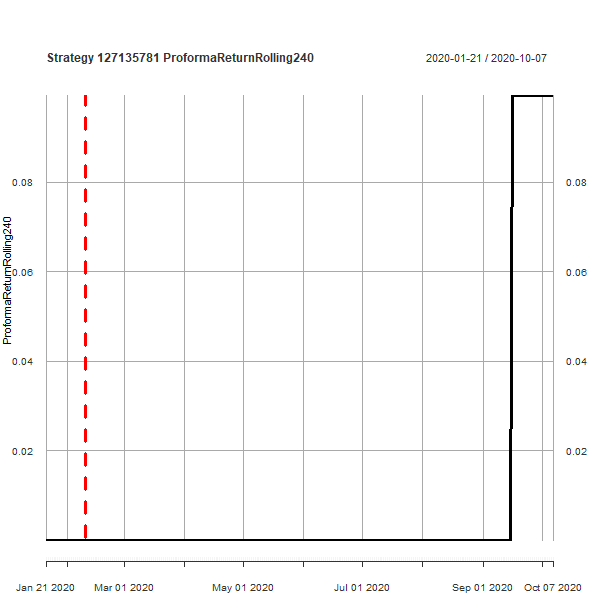 Strategy 127135781 ProformaReturnRolling240
2020-01-21 / 2020-10-07
ProformaReturnRolling240
0.08
0.06
0.04
0.02
0.08
0.06
0.04
0.02
Jan 21 2020
Mar 01 2020
May 01 2020
Jul 01 2020
Sep 01 2020
Oct 07 2020